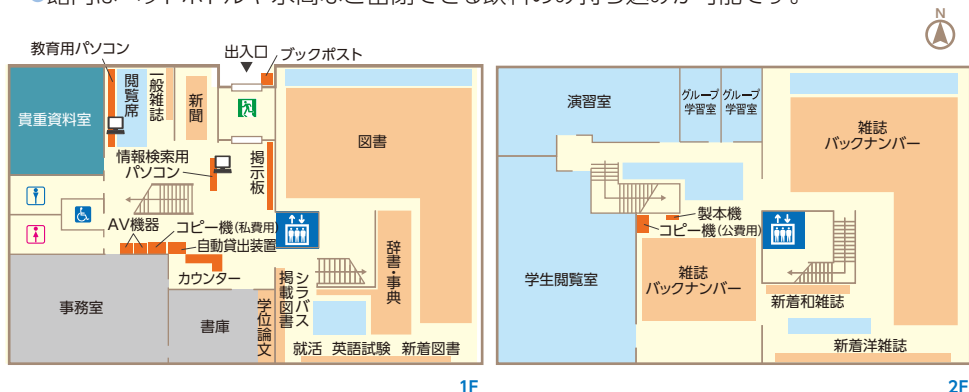 ●館内はペットボトルや水筒など密閉できる飲料のみ持ち込みが可能です。
N
教育用パソコン
出入口
ブックポスト
貴重資料室
閲覧席
一般雑誌
新聞
図書
情報検索用
パソコン
掲示板
AV機器
コピー機(私費用)
自動貸出装置
カウンター
事務室
書庫
学位論文
シラバス
掲載図書
辞書・事典
就活 英語試験 新着図書
1F
演習室
グループ
学習室
グループ
学習室
雑誌
バックナンバー
製本機
コピー機(公費用)
学生閲覧室
雑誌
バックナンバー
新着和雑誌
新着洋雑誌
2F